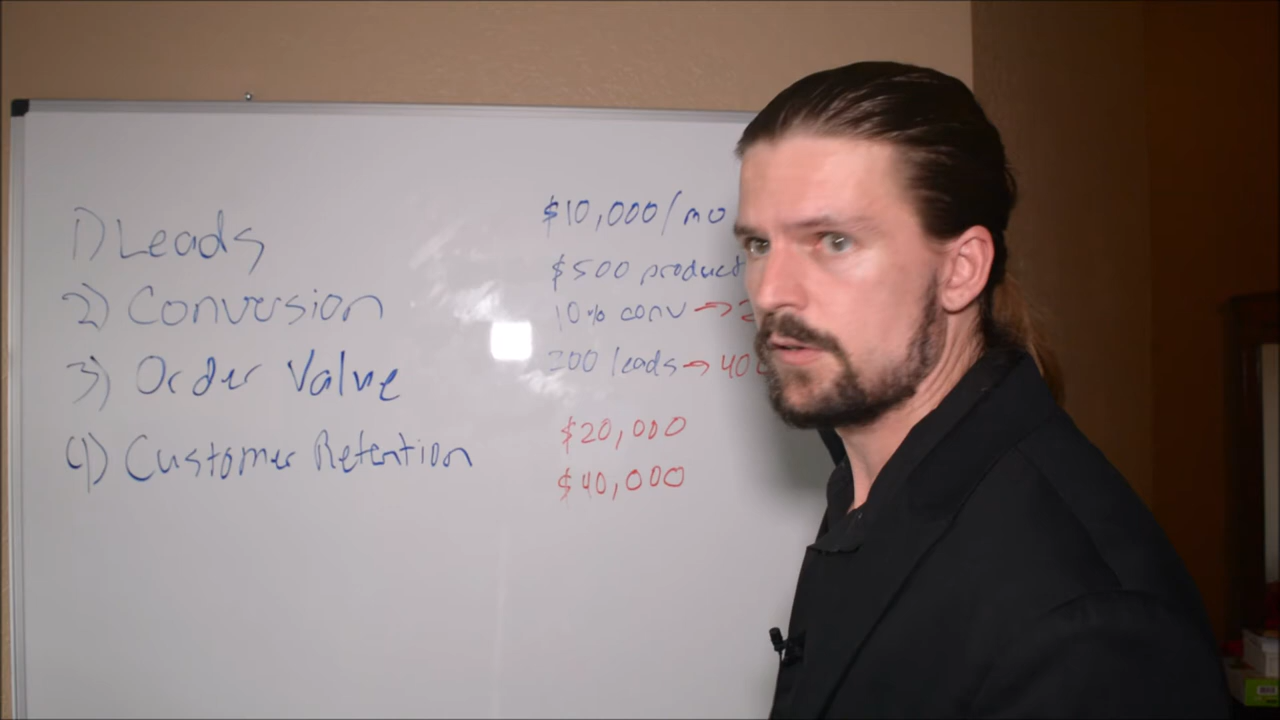 1) Leads
2) Conversion
3) Order Value
4) Customer Retention
$10,000/mo
$500 product
10% conv →
200 leads → 40
$20,000
$40,000